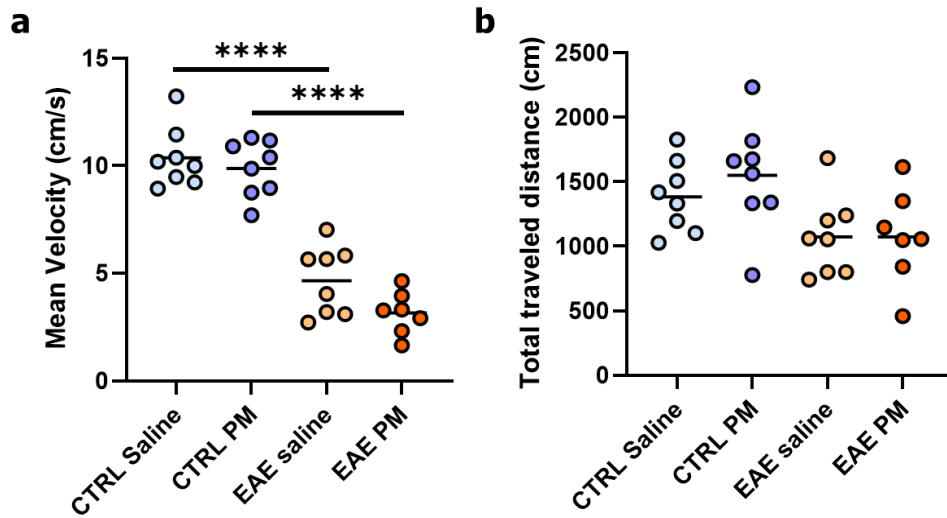 a
****
****
Mean Velocity (cm/s)
15
10
5
0
CTRL Saline
CTRL PM
EAE saline
EAE PM
b
Total traveled distance (cm)
2500
2000
1500
1000
500
0
CTRL Saline
CTRL PM
EAE saline
EAE PM